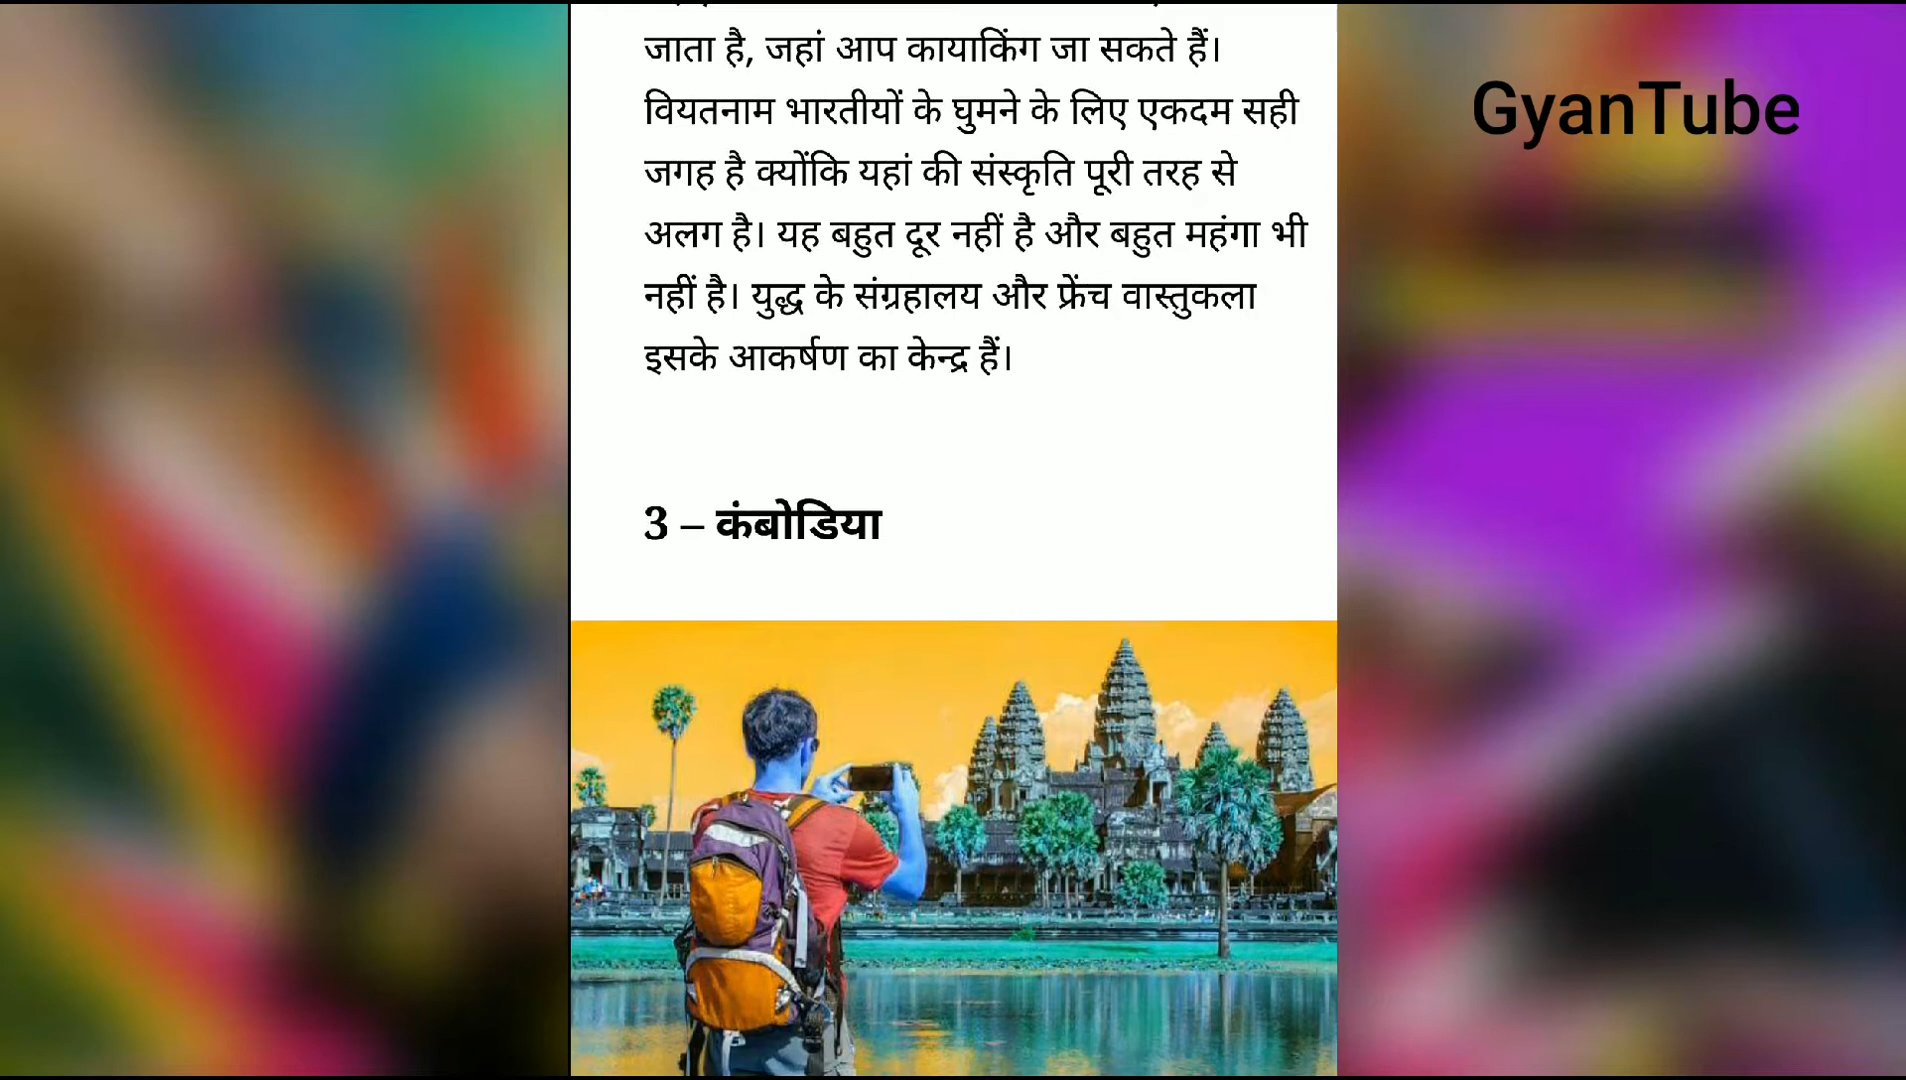 जाता है, जहां आप कायाकिंग जा सकते हैं।
वियतनाम भारतीयों के घुमने के लिए एकदम सही
जगह है क्योंकि यहां की संस्कृति पूरी तरह से
अलग है। यह बहुत दूर नहीं है और बहुत महंगा भी
नहीं है। युद्ध के संग्रहालय और फ्रेंच वास्तुकला
इसके आकर्षण का केन्द्र हैं।
3 – कंबोडिया
GyanTube